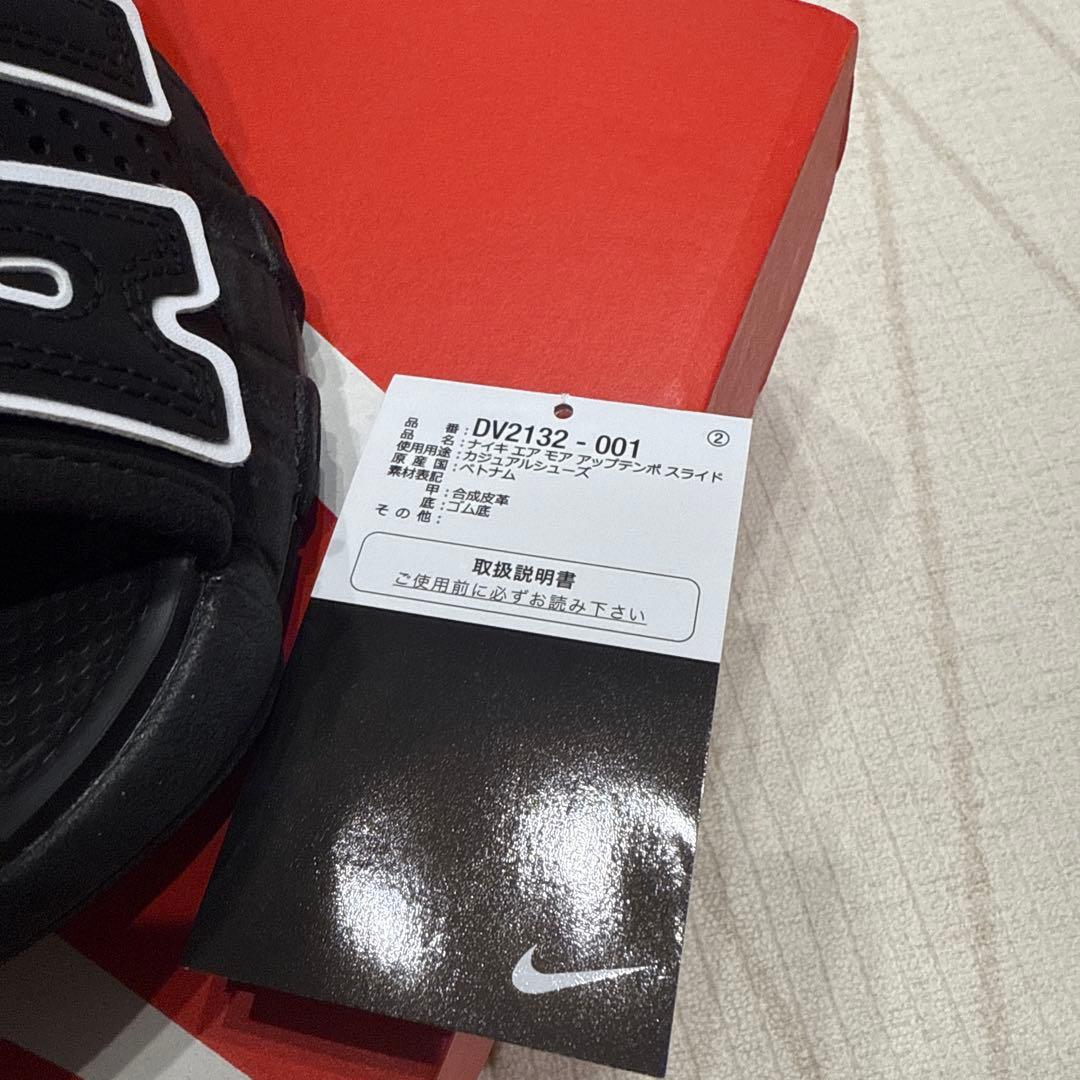 品番:DV2132-001 ②
品名:ナイキ エア モア アップテンポ スライド
使用用途:カジュアルシューズ
原産国:ベトナム
素材表記
甲:合成皮革
底:ゴム底
その他:
取扱説明書
ご使用前に必ずお読み下さい